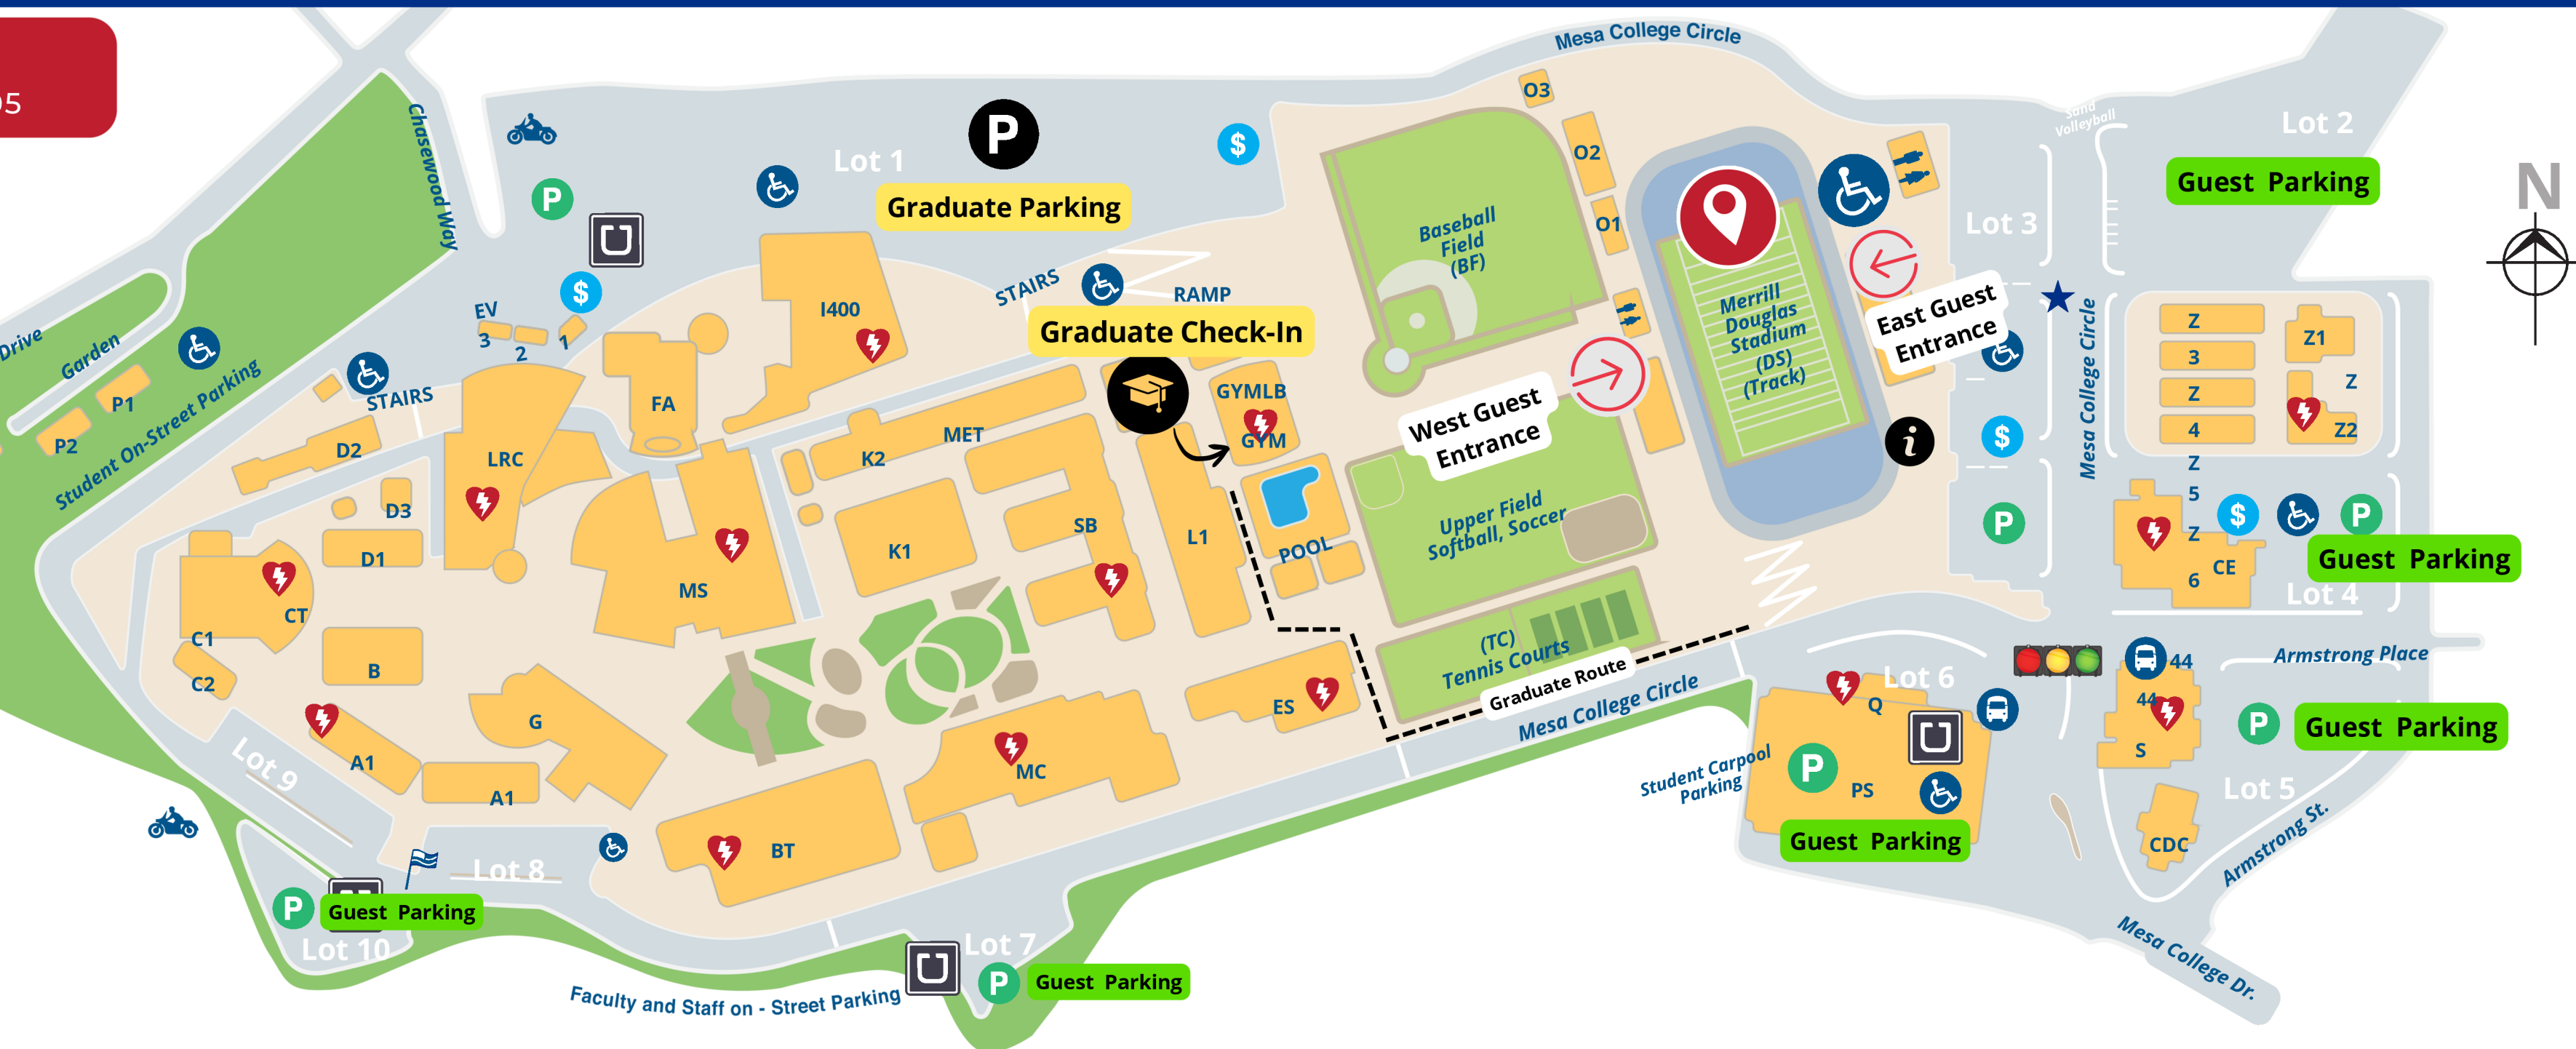 95
Mesa College Circle
O3
Sand
Volleyball
Lot 2
Chasewood Way
P
Lot 1
$
O2
Guest Parking
N
P
Graduate Parking
O1
Lot 3
Baseball
Field
(BF)
STAIRS
RAMP
$
EV
3
2
1
I400
Graduate Check-In
Merrill
Douglas
Stadium
(DS)
(Track)
East Guest
Entrance
Mesa College Circle
Z
3
Z
4
Z
5
Z
6
Z1
Z
Z2
Drive
Garden
P1
P2
Student On-Street Parking
STAIRS
D2
FA
LRC
MET
K2
GYMLB
GYM
West Guest
Entrance
i
$
P
D3
D1
K1
SB
L1
POOL
Upper Field
Softball, Soccer
$
P
Guest Parking
CE
Lot 4
CT
C1
C2
B
MS
G
A1
A1
ES
MC
BT
(TC)
Tennis Courts
Graduate Route
Mesa College Circle
Lot 6
Q
44
44
S
Armstrong Place
P
Guest Parking
Lot 5
CDC
Armstrong St.
Student Carpool
Parking
P
PS
Guest Parking
Lot 9
Lot 8
P
Guest Parking
Lot 10
Lot 7
P
Guest Parking
Faculty and Staff on - Street Parking
Mesa College Dr.